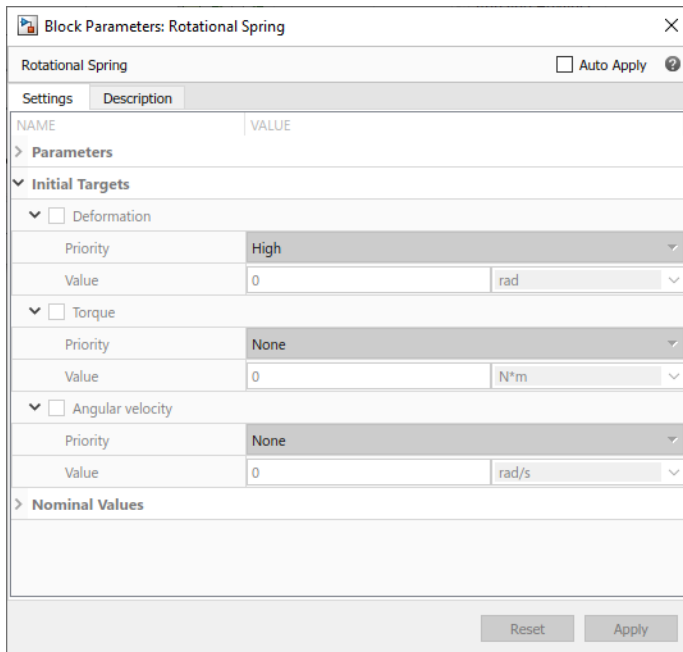 Block Parameters: Rotational Spring
Rotational Spring Auto Apply
Settings Description
NAME VALUE
Parameters
Initial Targets
Deformation
Priority High
Value 0 rad
Torque
Priority None
Value 0 N*m
Angular velocity
Priority None
Value 0 rad/s
Nominal Values
Reset Apply